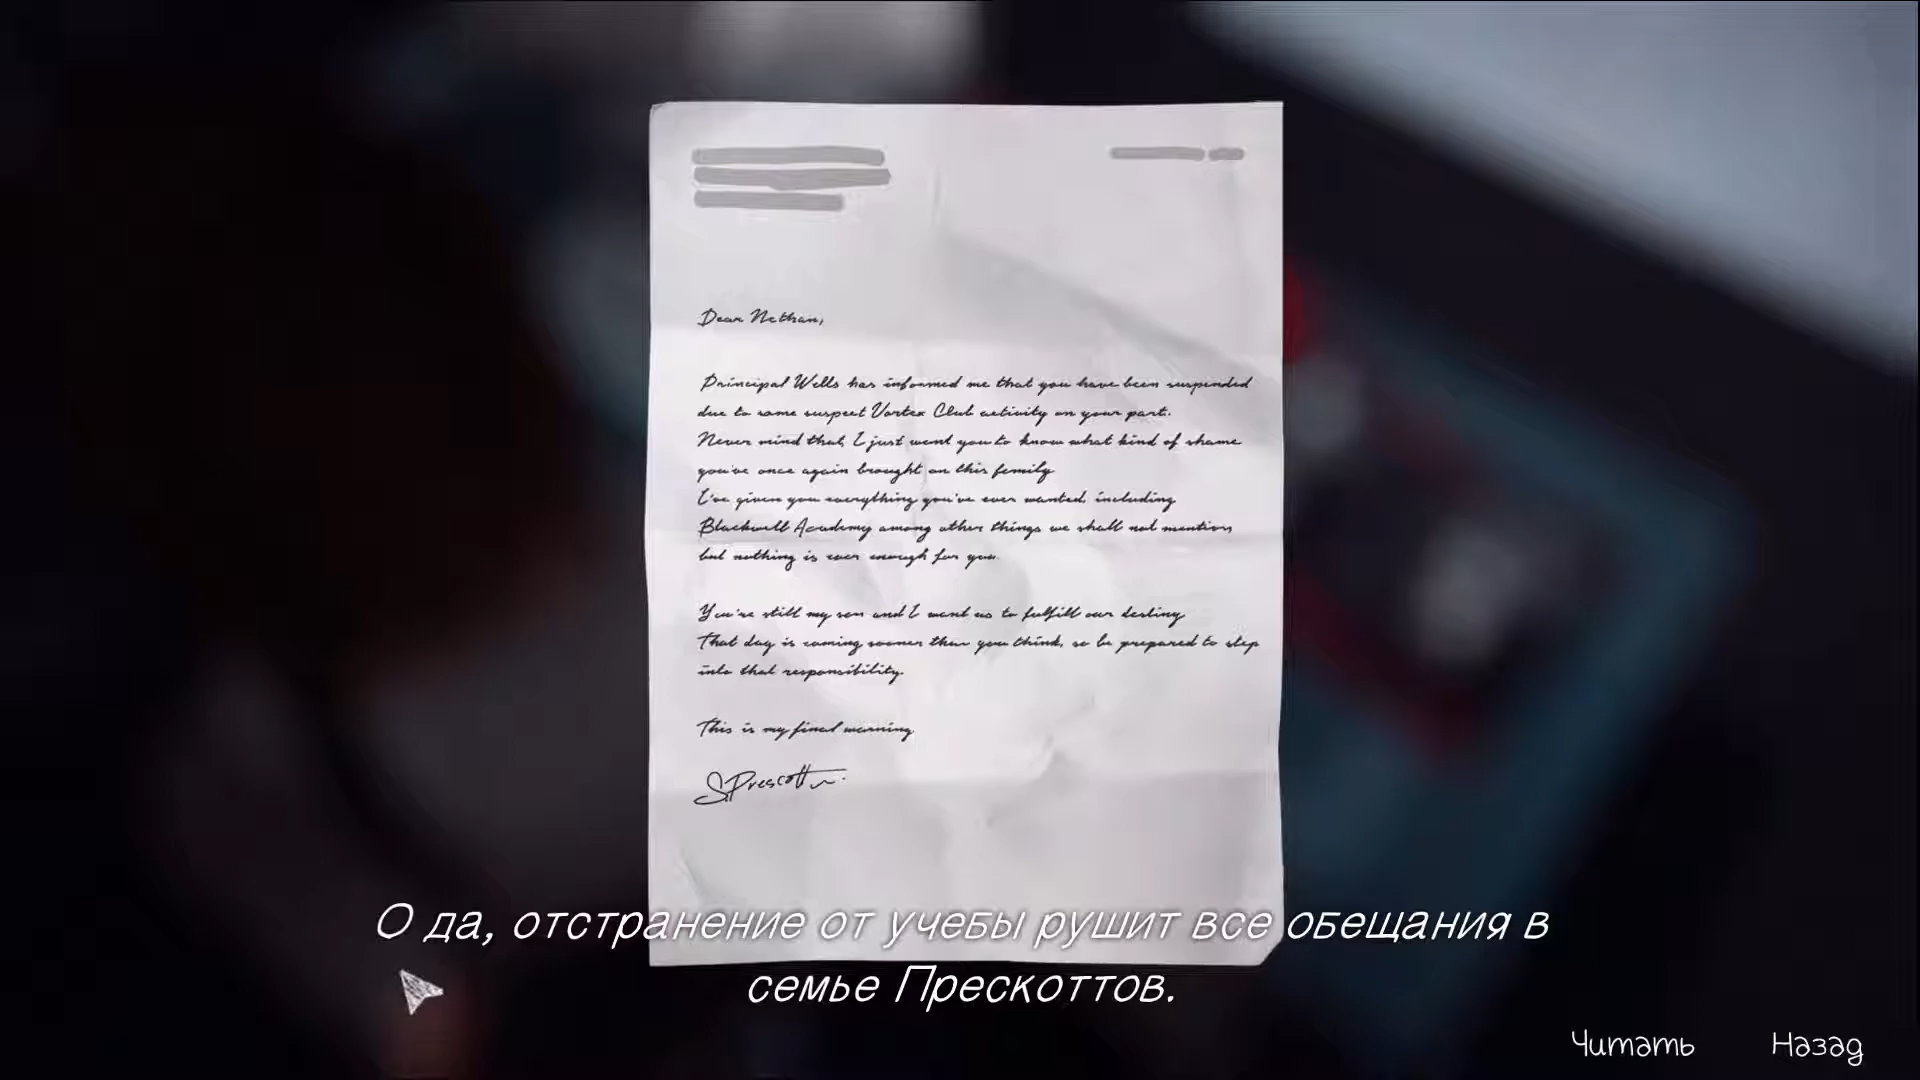 Dear Nathan,
Principal Wells has informed me that you have been suspended
due to some suspect Vortex Club activity on your part.
Never mind that, I just want you to know what kind of shame
you've once again brought on this family
I've given you everything you've ever wanted, including
Blackwell Academy among other things we shall not mention,
but nothing is ever enough for you.
You're still my son and I want us to fulfill our destiny
That day is coming sooner than you think, so be prepared to step
into that responsibility.
This is my final warning
S.Prescott
О да, отстранение от учебы рушит все обещания в
семье Прескоттов.
Читать Назад